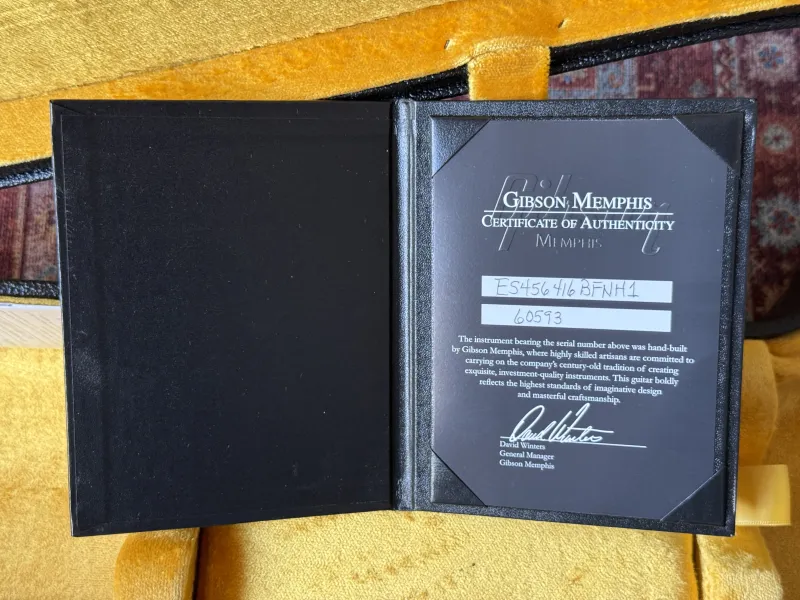 GIBSON MEMPHIS
CERTIFICATE OF AUTHENTICITY
MEMPHIS
ES456416BFNH1
60593
The instrument bearing the serial number above was hand-built
by Gibson Memphis, where highly skilled artisans are committed to
carrying on the company's century-old tradition of creating
exquisite, investment-quality instruments. This guitar boldly
reflects the highest standards of imaginative design
and masterful craftsmanship.
David Winters
David Winters
General Manager
Gibson Memphis